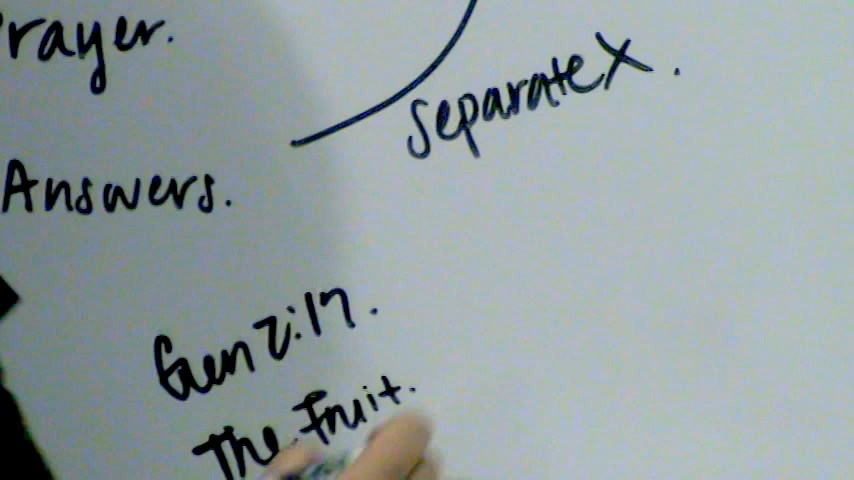 rayer.
separate X.
Answers.
Gen 2:17.
The Fruit.